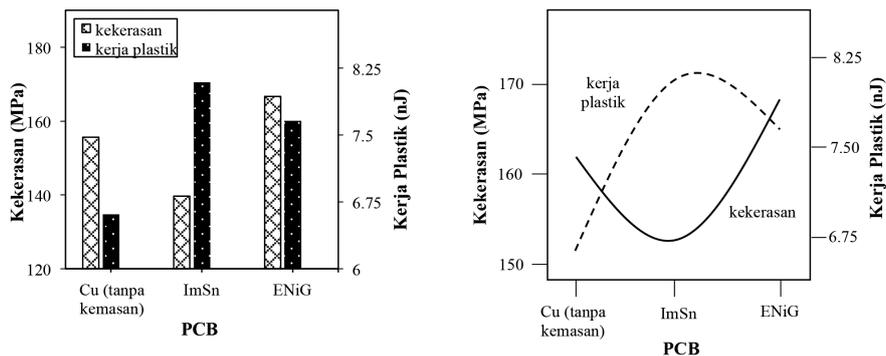 180
160
140
120
Kekerasan (MPa)
kekerasan
kerja plastik
8.25
7.5
6.75
6
Kerja Plastik (nJ)
Cu (tanpa
kemasan)
ImSn
ENiG
PCB
170
160
150
Kekerasan (MPa)
kerja
plastik
kekerasan
8.25
7.50
6.75
Kerja Plastik (nJ)
Cu (tanpa
kemasan)
ImSn
ENiG
PCB